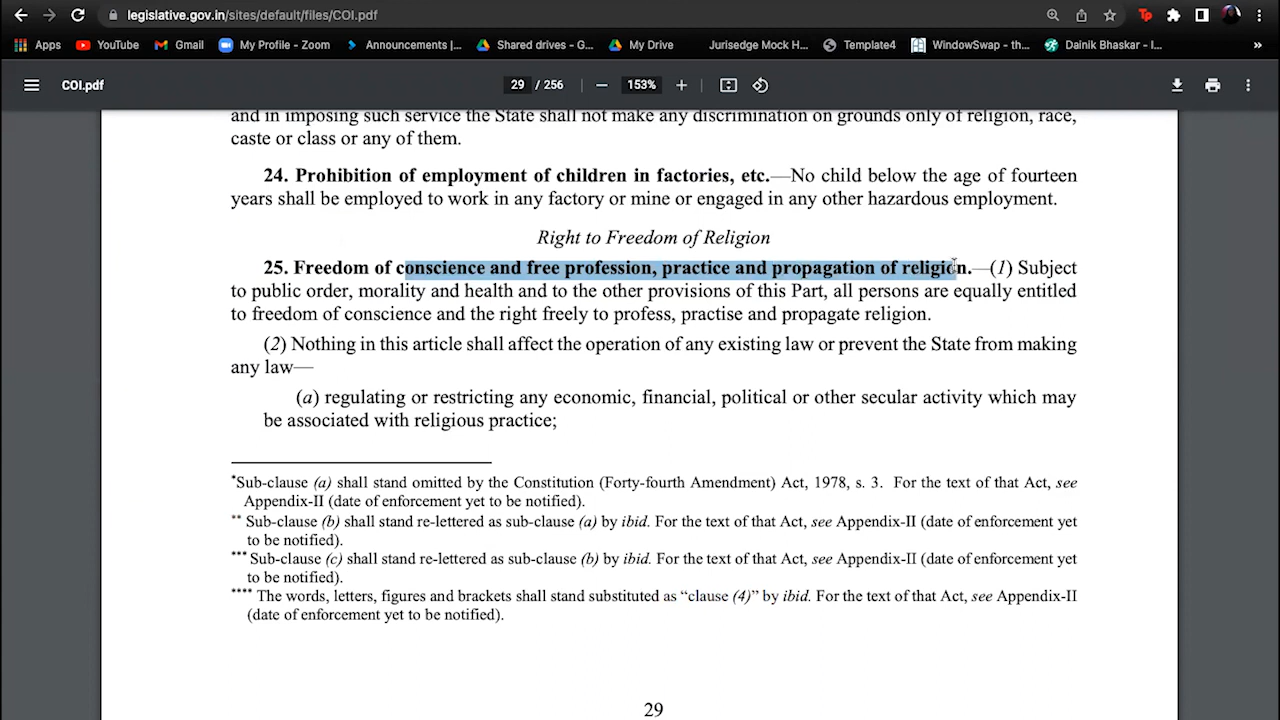 legislative.gov.in/sites/default/files/COI.pdf
Apps YouTube Gmail My Profile - Zoom Announcements |... Shared drives - G... My Drive Jurisedge Mock H... Template4 WindowSwap - th... Dainik Bhaskar - I... »
COI.pdf 29 / 256 153%
and in imposing such service the State shall not make any discrimination on grounds only of religion, race,
caste or class or any of them.
24. Prohibition of employment of children in factories, etc.—No child below the age of fourteen
years shall be employed to work in any factory or mine or engaged in any other hazardous employment.
Right to Freedom of Religion
25. Freedom of conscience and free profession, practice and propagation of religion.—(1) Subject
to public order, morality and health and to the other provisions of this Part, all persons are equally entitled
to freedom of conscience and the right freely to profess, practise and propagate religion.
(2) Nothing in this article shall affect the operation of any existing law or prevent the State from making
any law—
(a) regulating or restricting any economic, financial, political or other secular activity which may
be associated with religious practice;
*Sub-clause (a) shall stand omitted by the Constitution (Forty-fourth Amendment) Act, 1978, s. 3. For the text of that Act, see
Appendix-II (date of enforcement yet to be notified).
** Sub-clause (b) shall stand re-lettered as sub-clause (a) by ibid. For the text of that Act, see Appendix-II (date of enforcement yet
to be notified).
*** Sub-clause (c) shall stand re-lettered as sub-clause (b) by ibid. For the text of that Act, see Appendix-II (date of enforcement yet
to be notified).
**** The words, letters, figures and brackets shall stand substituted as “clause (4)” by ibid. For the text of that Act, see Appendix-II
(date of enforcement yet to be notified).
29